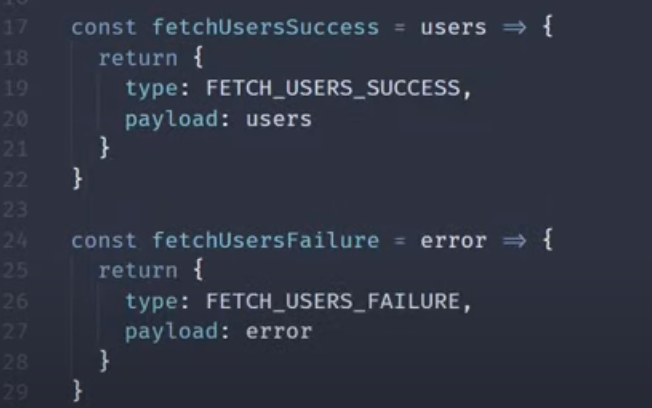 17 const fetchUsersSuccess = users => {
18 return {
19 type: FETCH_USERS_SUCCESS,
20 payload: users
21 }
22 }
23
24 const fetchUsersFailure = error => {
25 return {
26 type: FETCH_USERS_FAILURE,
27 payload: error
28 }
29 }